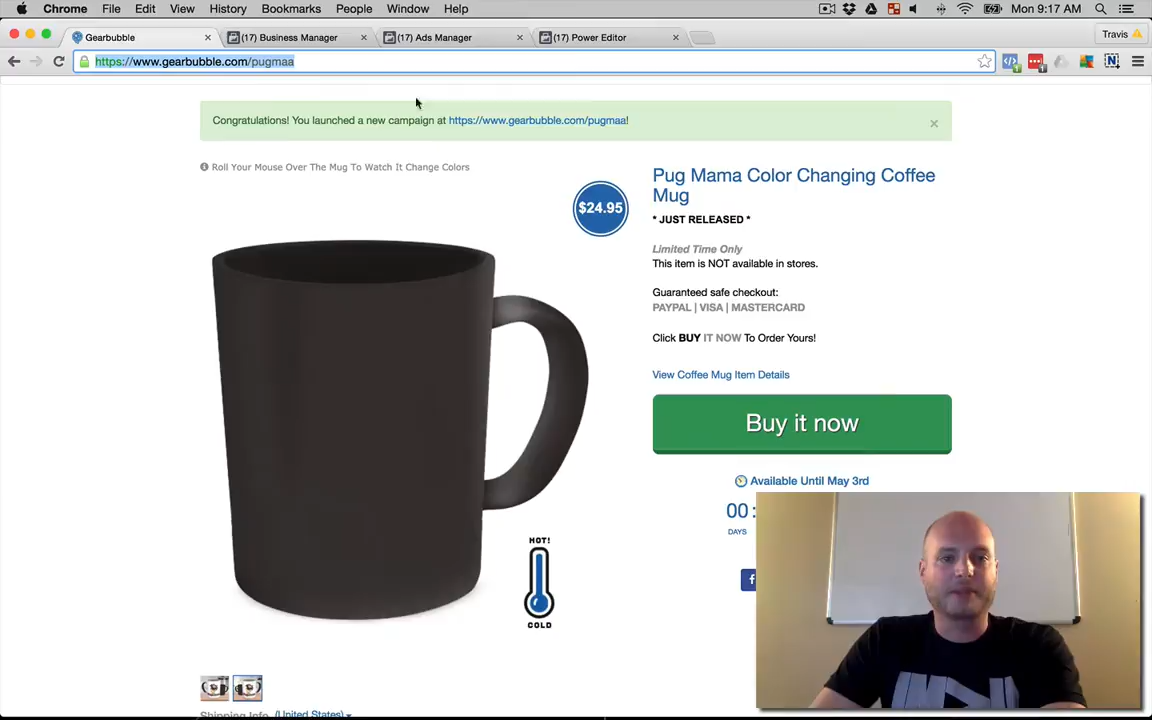 Chrome File Edit View History Bookmarks People Window Help Mon 9:17 AM
Gearbubble × (17) Business Manager × (17) Ads Manager × (17) Power Editor × Travis
https://www.gearbubble.com/pugmaa
Congratulations! You launched a new campaign at https://www.gearbubble.com/pugmaa! ×
Roll Your Mouse Over The Mug To Watch It Change Colors
$24.95
HOT!
COLD
Pug Mama Color Changing Coffee
Mug
* JUST RELEASED *
Limited Time Only
This item is NOT available in stores.
Guaranteed safe checkout:
PAYPAL | VISA | MASTERCARD
Click BUY IT NOW To Order Yours!
View Coffee Mug Item Details
Buy it now
Available Until May 3rd
00:
DAYS
f
Shipping Info (United States)